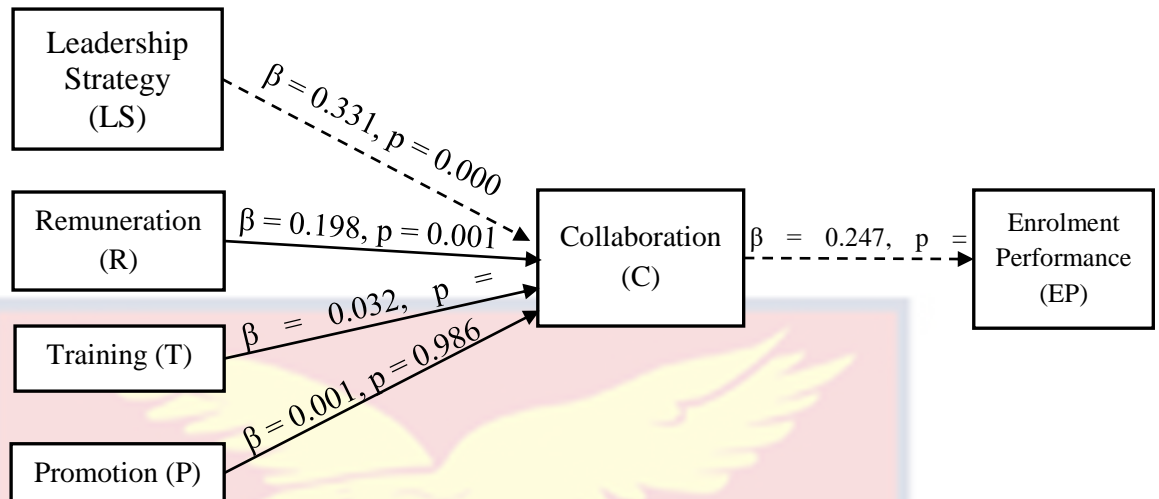 Leadership
Strategy
(LS)
β = 0.331, p = 0.000
Remuneration
(R)
β = 0.198, p = 0.001
Training (T)
β = 0.032, p =
Promotion (P)
β = 0.001, p = 0.986
Collaboration
(C)
β = 0.247, p =
Enrolment
Performance
(EP)